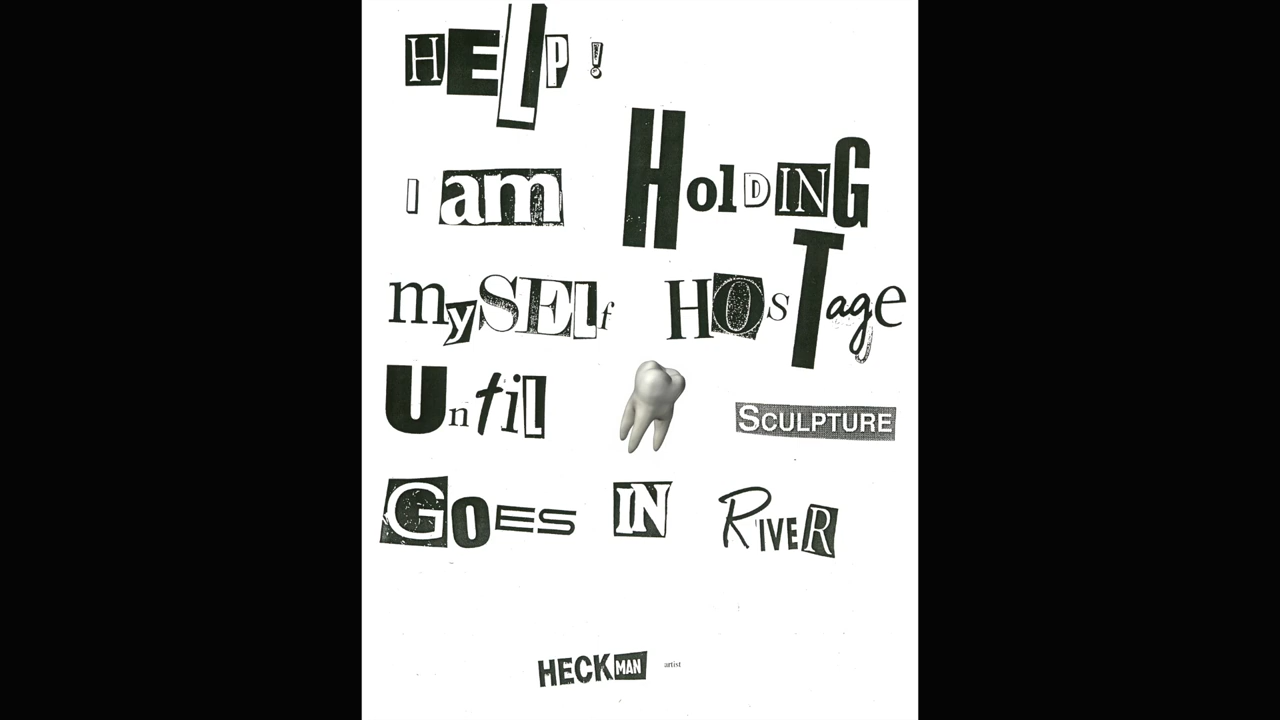 HELP!
I am HolDING
mySELf HOsTage
Until SCULPTURE
GOES IN RIVER
HECKMAN artist